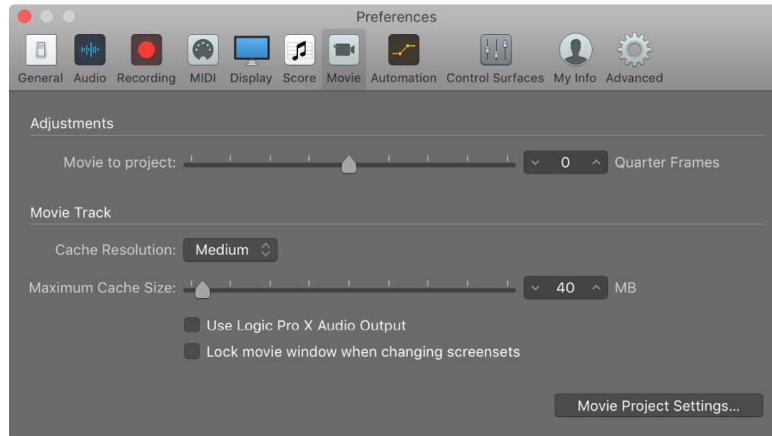 Preferences
General Audio Recording MIDI Display Score Movie Automation Control Surfaces My Info Advanced
Adjustments
Movie to project: 0 Quarter Frames
Movie Track
Cache Resolution: Medium
Maximum Cache Size: 40 MB
Use Logic Pro X Audio Output
Lock movie window when changing screensets
Movie Project Settings...